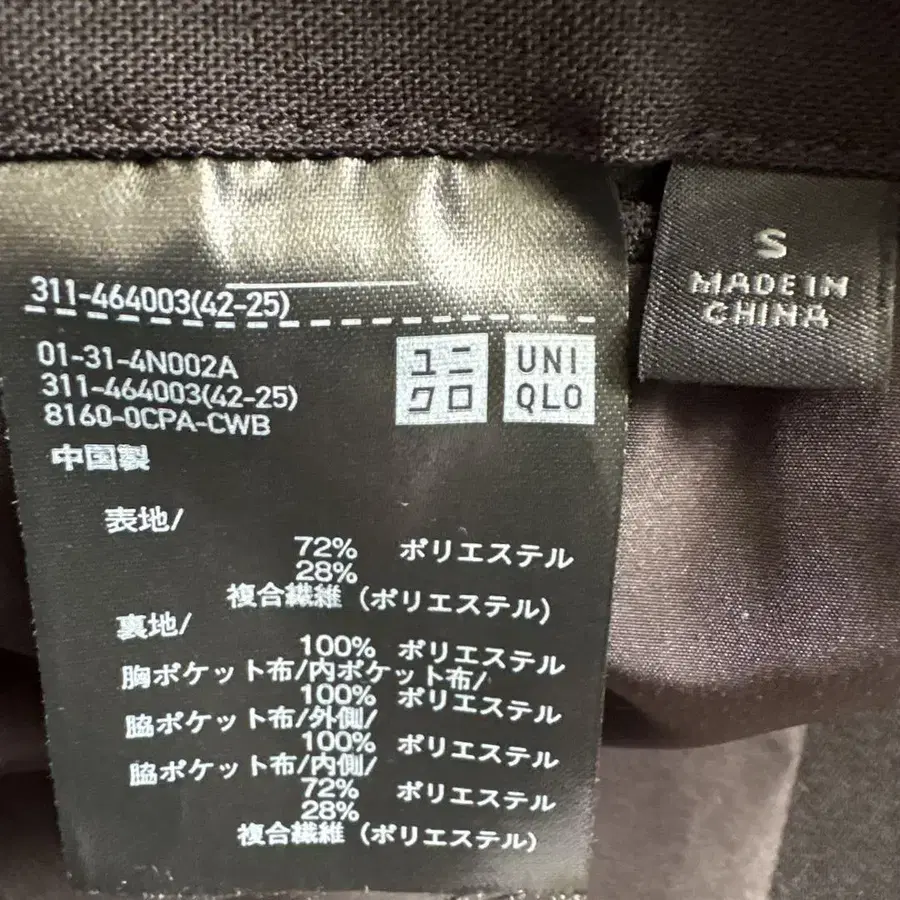 311-464003(42-25)
01-31-4N002A
311-464003(42-25)
8160-0CPA-CWB
中国製
ユニ
クロ
UNI
QLO
表地/
72% ポリエステル
28%
複合繊維 (ポリエステル)
裏地/
100% ポリエステル
胸ポケット布/内ポケット布/
100% ポリエステル
脇ポケット布/外側/
100% ポリエステル
脇ポケット布/内側/
72% ポリエステル
28%
複合繊維 (ポリエステル)
S
MADE IN
CHINA